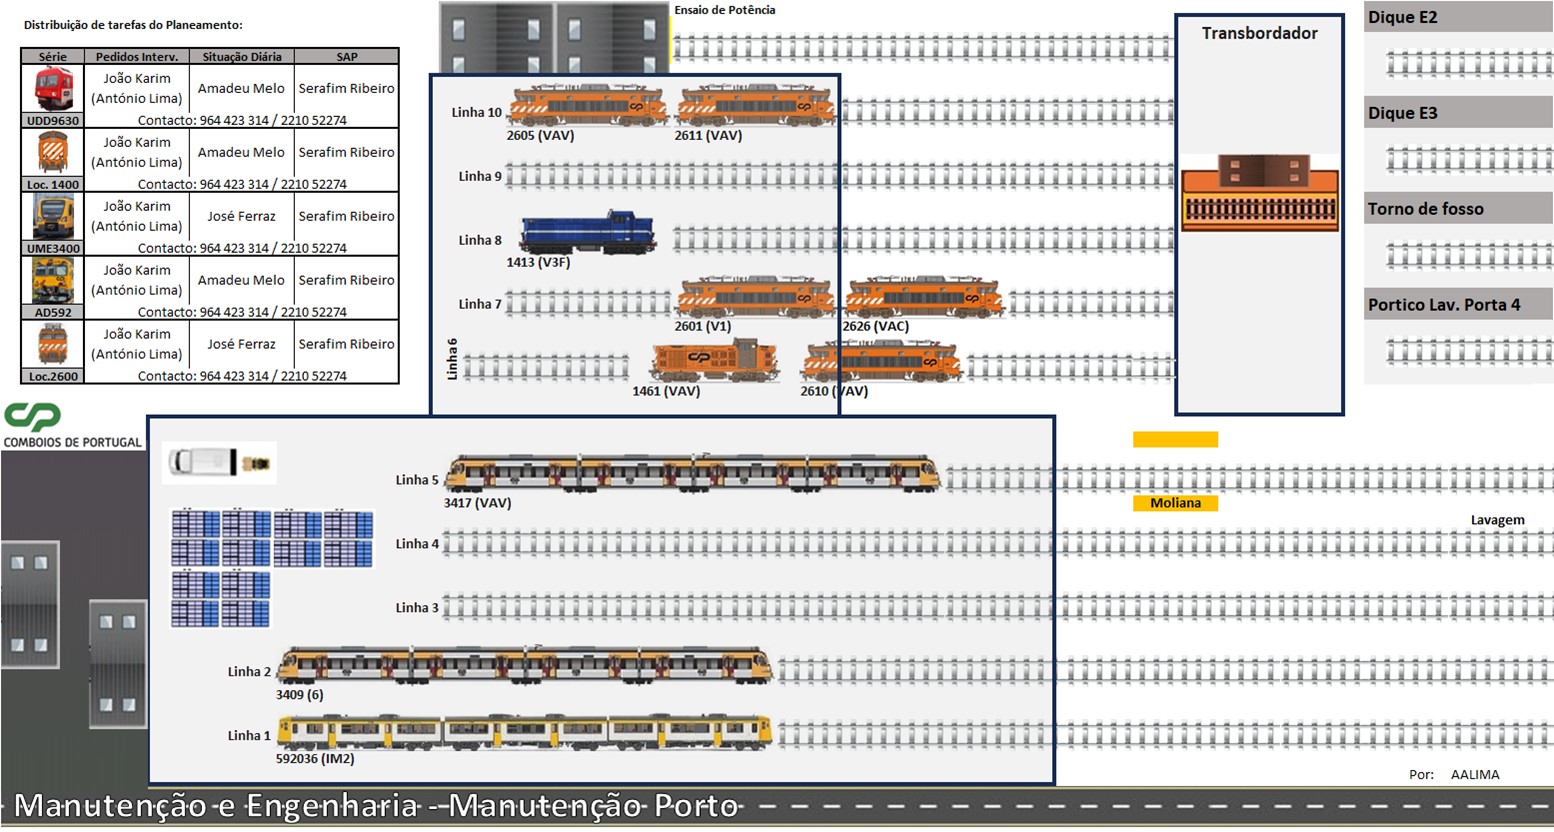 Distribuição de tarefas do Planeamento:
Série Pedidos Interv. Situação Diária SAP
João Karim
(António Lima) Amadeu Melo Serafim Ribeiro
UDD9630 Contacto: 964 423 314 / 2210 52274
João Karim
(António Lima) Amadeu Melo Serafim Ribeiro
Loc. 1400 Contacto: 964 423 314 / 2210 52274
João Karim
(António Lima) José Ferraz Serafim Ribeiro
UME3400 Contacto: 964 423 314 / 2210 52274
João Karim
(António Lima) Amadeu Melo Serafim Ribeiro
AD592 Contacto: 964 423 314 / 2210 52274
João Karim
(António Lima) José Ferraz Serafim Ribeiro
Loc.2600 Contacto: 964 423 314 / 2210 52274
CP
COMBOIOS DE PORTUGAL
Ensaio de Potência
Linha 10
2605 (VAV) 2611 (VAV)
Linha 9
Linha 8
1413 (V3F)
Linha 7
2601 (V1) 2626 (VAC)
Linha 6
1461 (VAV) 2610 (VAV)
Transbordador
Dique E2
Dique E3
Torno de fosso
Portico Lav. Porta 4
Linha 5
3417 (VAV)
Moliana
Lavagem
Linha 4
Linha 3
Linha 2
3409 (6)
Linha 1
592036 (IM2)
Por: AALIMA
Manutenção e Engenharia - Manutenção Porto